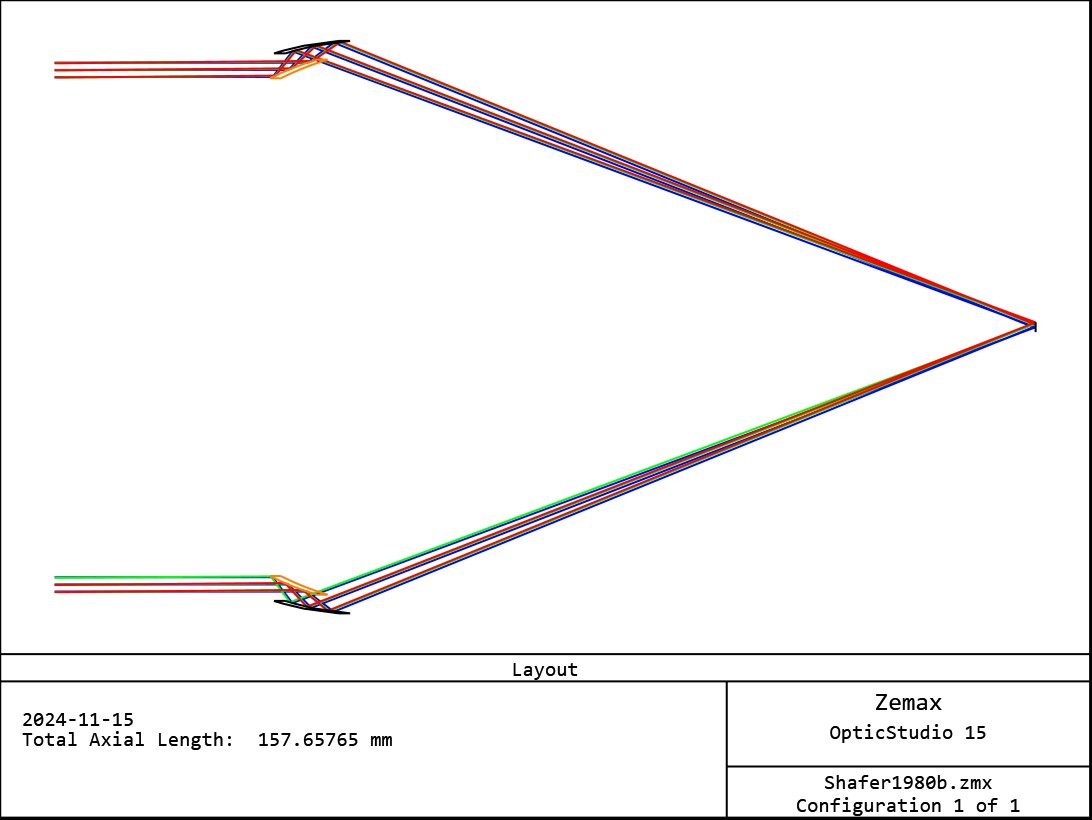 Layout
2024-11-15
Total Axial Length:  157.65765 mm
Zemax
OpticStudio 15
Shafer1980b.zmx
Configuration 1 of 1